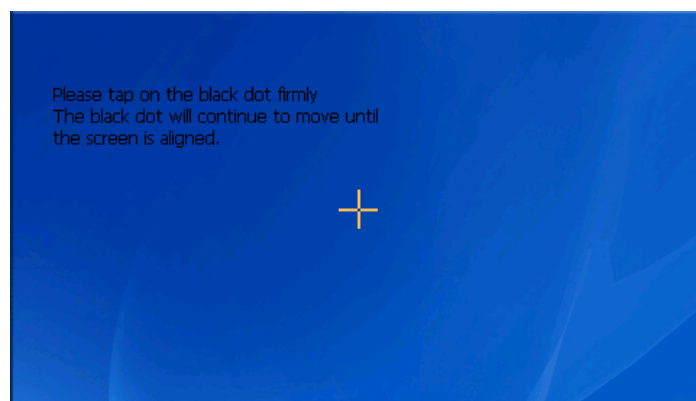 Please tap on the black dot firmly
The black dot will continue to move until
the screen is aligned.